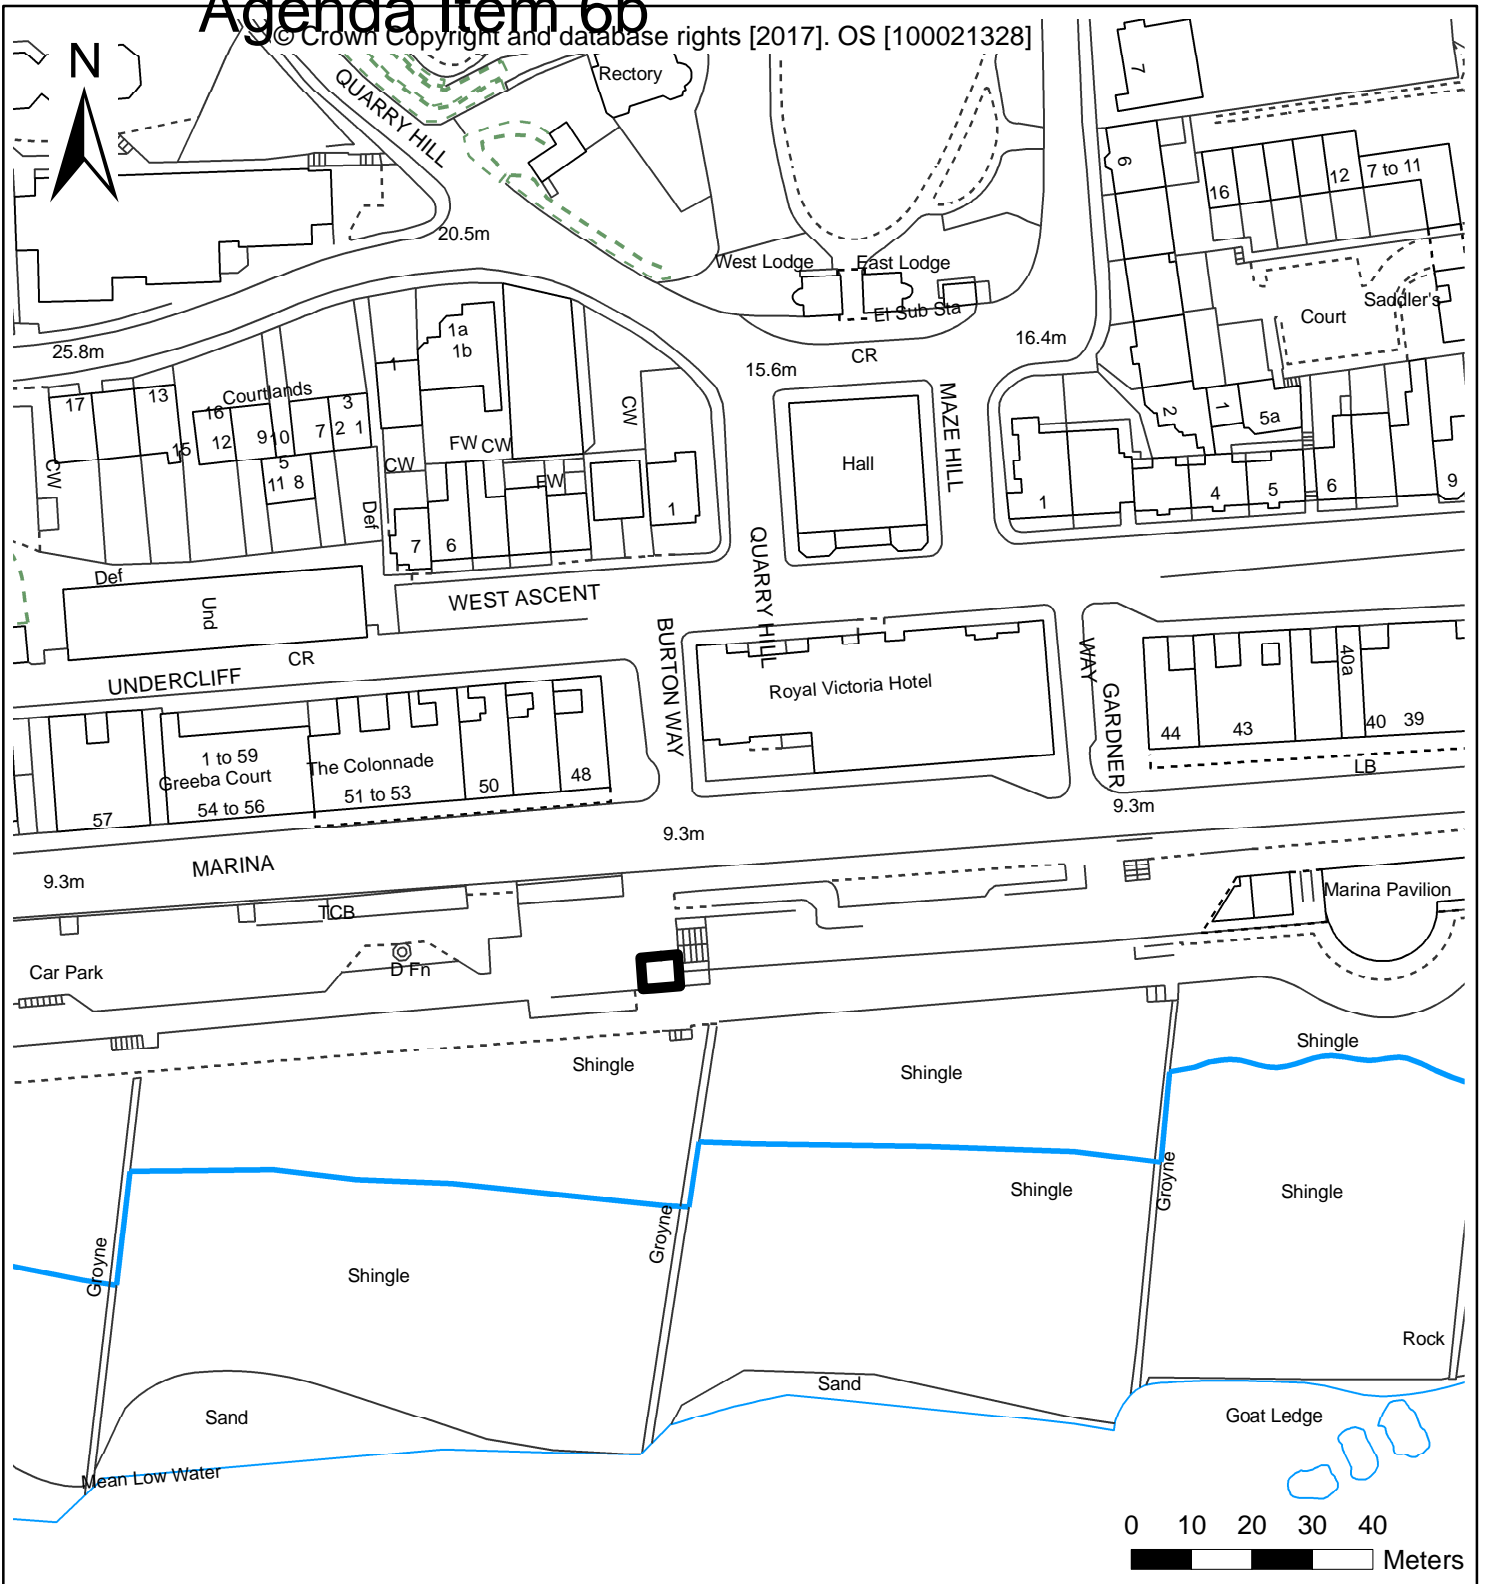 Agenda Item 6b
© Crown Copyright and database rights [2017]. OS [100021328]
N
QUARRY HILL
Rectory
7
6
16
12
7 to 11
20.5m
West Lodge
East Lodge
El Sub Sta
Saddler's
Court
25.8m
1a
1b
1
CR
16.4m
15.6m
17
13
Courtlands
16
3
15
12
9
10
7
2
1
5
11
8
CW
CW
FW
CW
CW
FW
Def
7
6
1
Hall
MAZE HILL
2
1
5a
1
4
5
6
9
Def
Und
WEST ASCENT
QUARRY HILL
CR
UNDERCLIFF
BURTON WAY
Royal Victoria Hotel
GARDNER
WAY
40a
44
43
40
39
LB
1 to 59
Greeba Court
54 to 56
The Colonnade
51 to 53
57
50
48
9.3m
9.3m
MARINA
9.3m
TCB
D Fn
Car Park
Marina Pavilion
Shingle
Shingle
Shingle
Groyne
Groyne
Groyne
Shingle
Shingle
Shingle
Rock
Sand
Sand
Goat Ledge
Mean Low Water
0 10 20 30 40
Meters